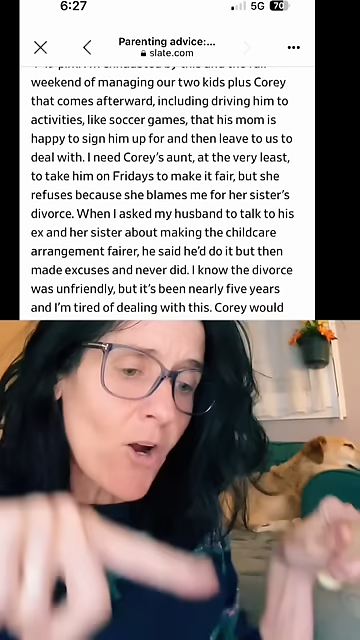 6:27
5G 70
Parenting advice:...
slate.com
weekend of managing our two kids plus Corey
that comes afterward, including driving him to
activities, like soccer games, that his mom is
happy to sign him up for and then leave to us to
deal with. I need Corey's aunt, at the very least,
to take him on Fridays to make it fair, but she
refuses because she blames me for her sister's
divorce. When I asked my husband to talk to his
ex and her sister about making the childcare
arrangement fairer, he said he'd do it but then
made excuses and never did. I know the divorce
was unfriendly, but it's been nearly five years
and I'm tired of dealing with this. Corey would